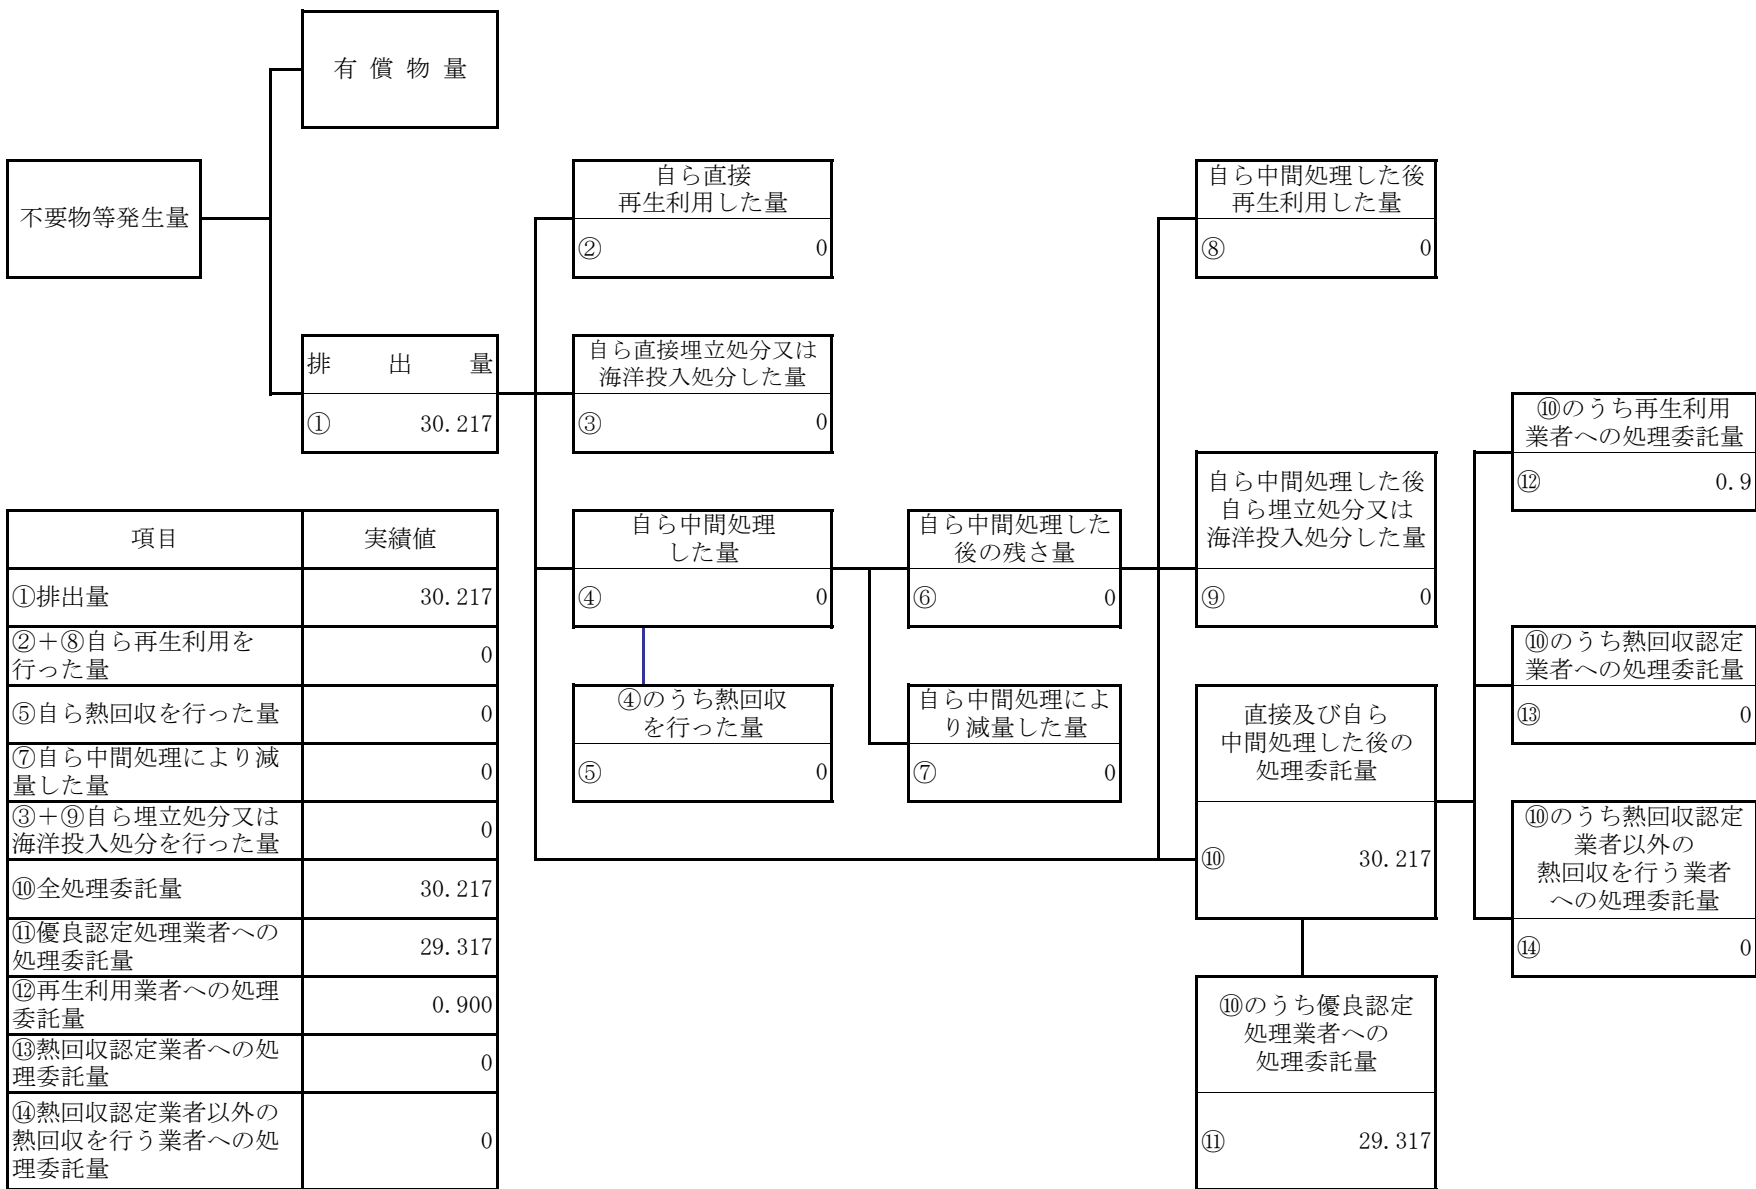 有償物量
不要物等発生量
自ら直接
再生利用した量
② 0
自ら中間処理した後
再生利用した量
⑧ 0
排出量
① 30.217
自ら直接埋立処分又は
海洋投入処分した量
③ 0
⑩のうち再生利用
業者への処理委託量
⑫ 0.9
自ら中間処理
した量
④ 0
自ら中間処理した
後の残さ量
⑥ 0
自ら中間処理した後
自ら埋立処分又は
海洋投入処分した量
⑨ 0
⑩のうち熱回収認定
業者への処理委託量
⑬ 0
④のうち熱回収
を行った量
⑤ 0
自ら中間処理によ
り減量した量
⑦ 0
直接及び自ら
中間処理した後の
処理委託量
⑩ 30.217
⑩のうち熱回収認定
業者以外の
熱回収を行う業者
への処理委託量
⑭ 0
⑩のうち優良認定
処理業者への
処理委託量
⑪ 29.317
項目 実績値
①排出量 30.217
②+⑧自ら再生利用を
行った量 0
⑤自ら熱回収を行った量 0
⑦自ら中間処理により減
量した量 0
③+⑨自ら埋立処分又は
海洋投入処分を行った量 0
⑩全処理委託量 30.217
⑪優良認定処理業者への
処理委託量 29.317
⑫再生利用業者への処理
委託量 0.900
⑬熱回収認定業者への処
理委託量 0
⑭熱回収認定業者以外の
熱回収を行う業者への処
理委託量 0